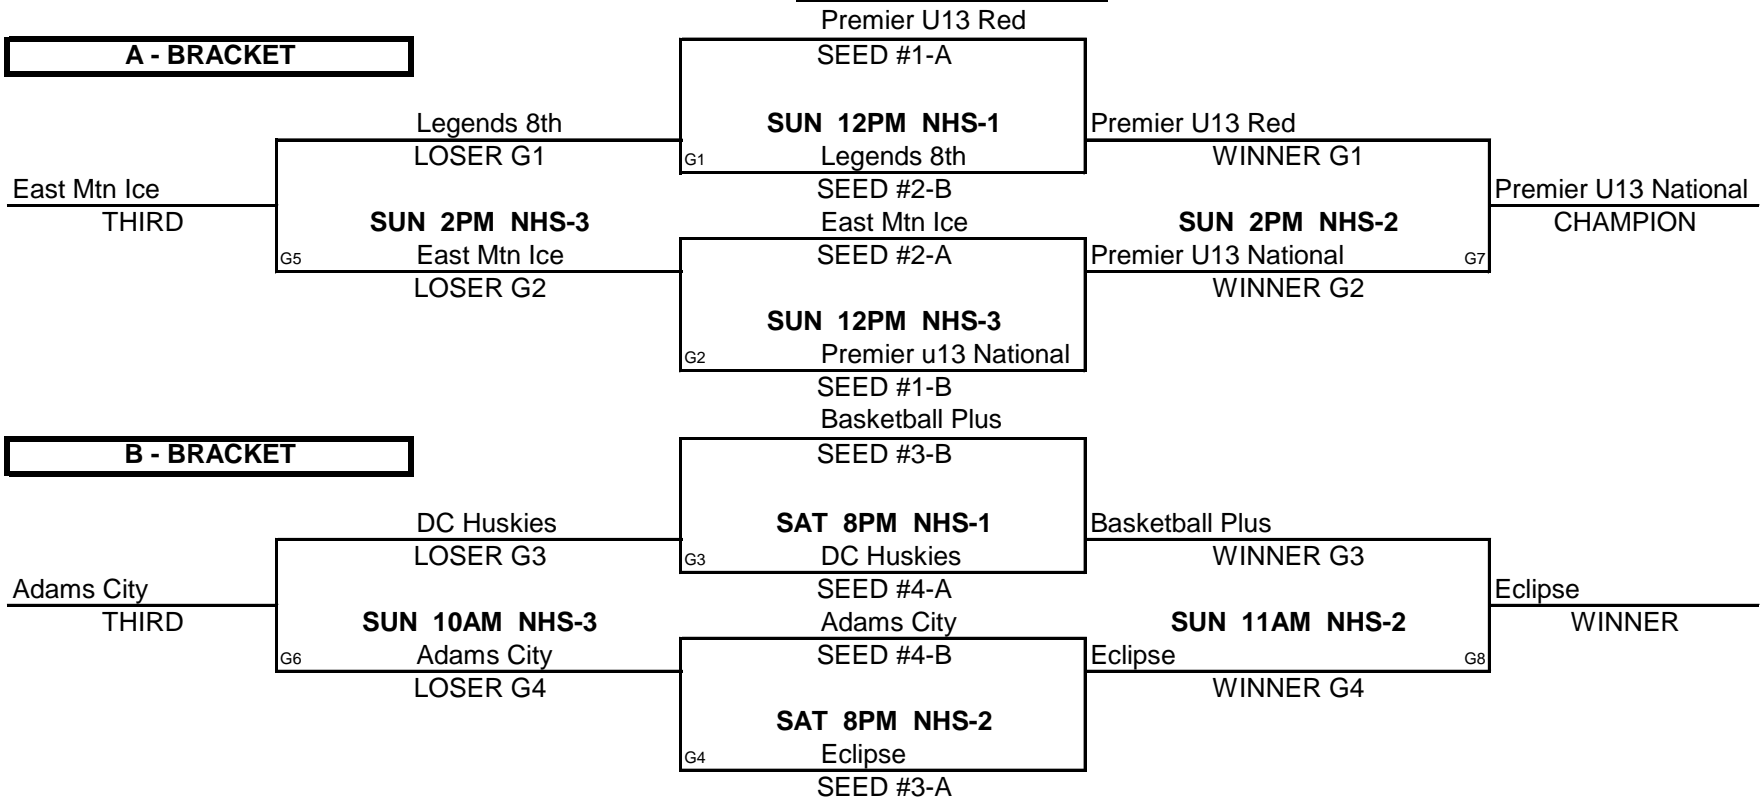 Premier U13 Red
A - BRACKET
SEED #1-A
Legends 8th
SUN 12PM NHS-1
Premier U13 Red
LOSER G1
G1
Legends 8th
WINNER G1
East Mtn Ice
SEED #2-B
Premier U13 National
THIRD
SUN 2PM NHS-3
East Mtn Ice
SUN 2PM NHS-2
CHAMPION
G5
East Mtn Ice
SEED #2-A
Premier U13 National
G7
LOSER G2
WINNER G2
SUN 12PM NHS-3
G2
Premier u13 National
SEED #1-B
Basketball Plus
B - BRACKET
SEED #3-B
DC Huskies
SAT 8PM NHS-1
Basketball Plus
LOSER G3
G3
DC Huskies
WINNER G3
Adams City
SEED #4-A
Eclipse
THIRD
SUN 10AM NHS-3
Adams City
SUN 11AM NHS-2
WINNER
G6
Adams City
SEED #4-B
Eclipse
G8
LOSER G4
WINNER G4
SAT 8PM NHS-2
G4
Eclipse
SEED #3-A